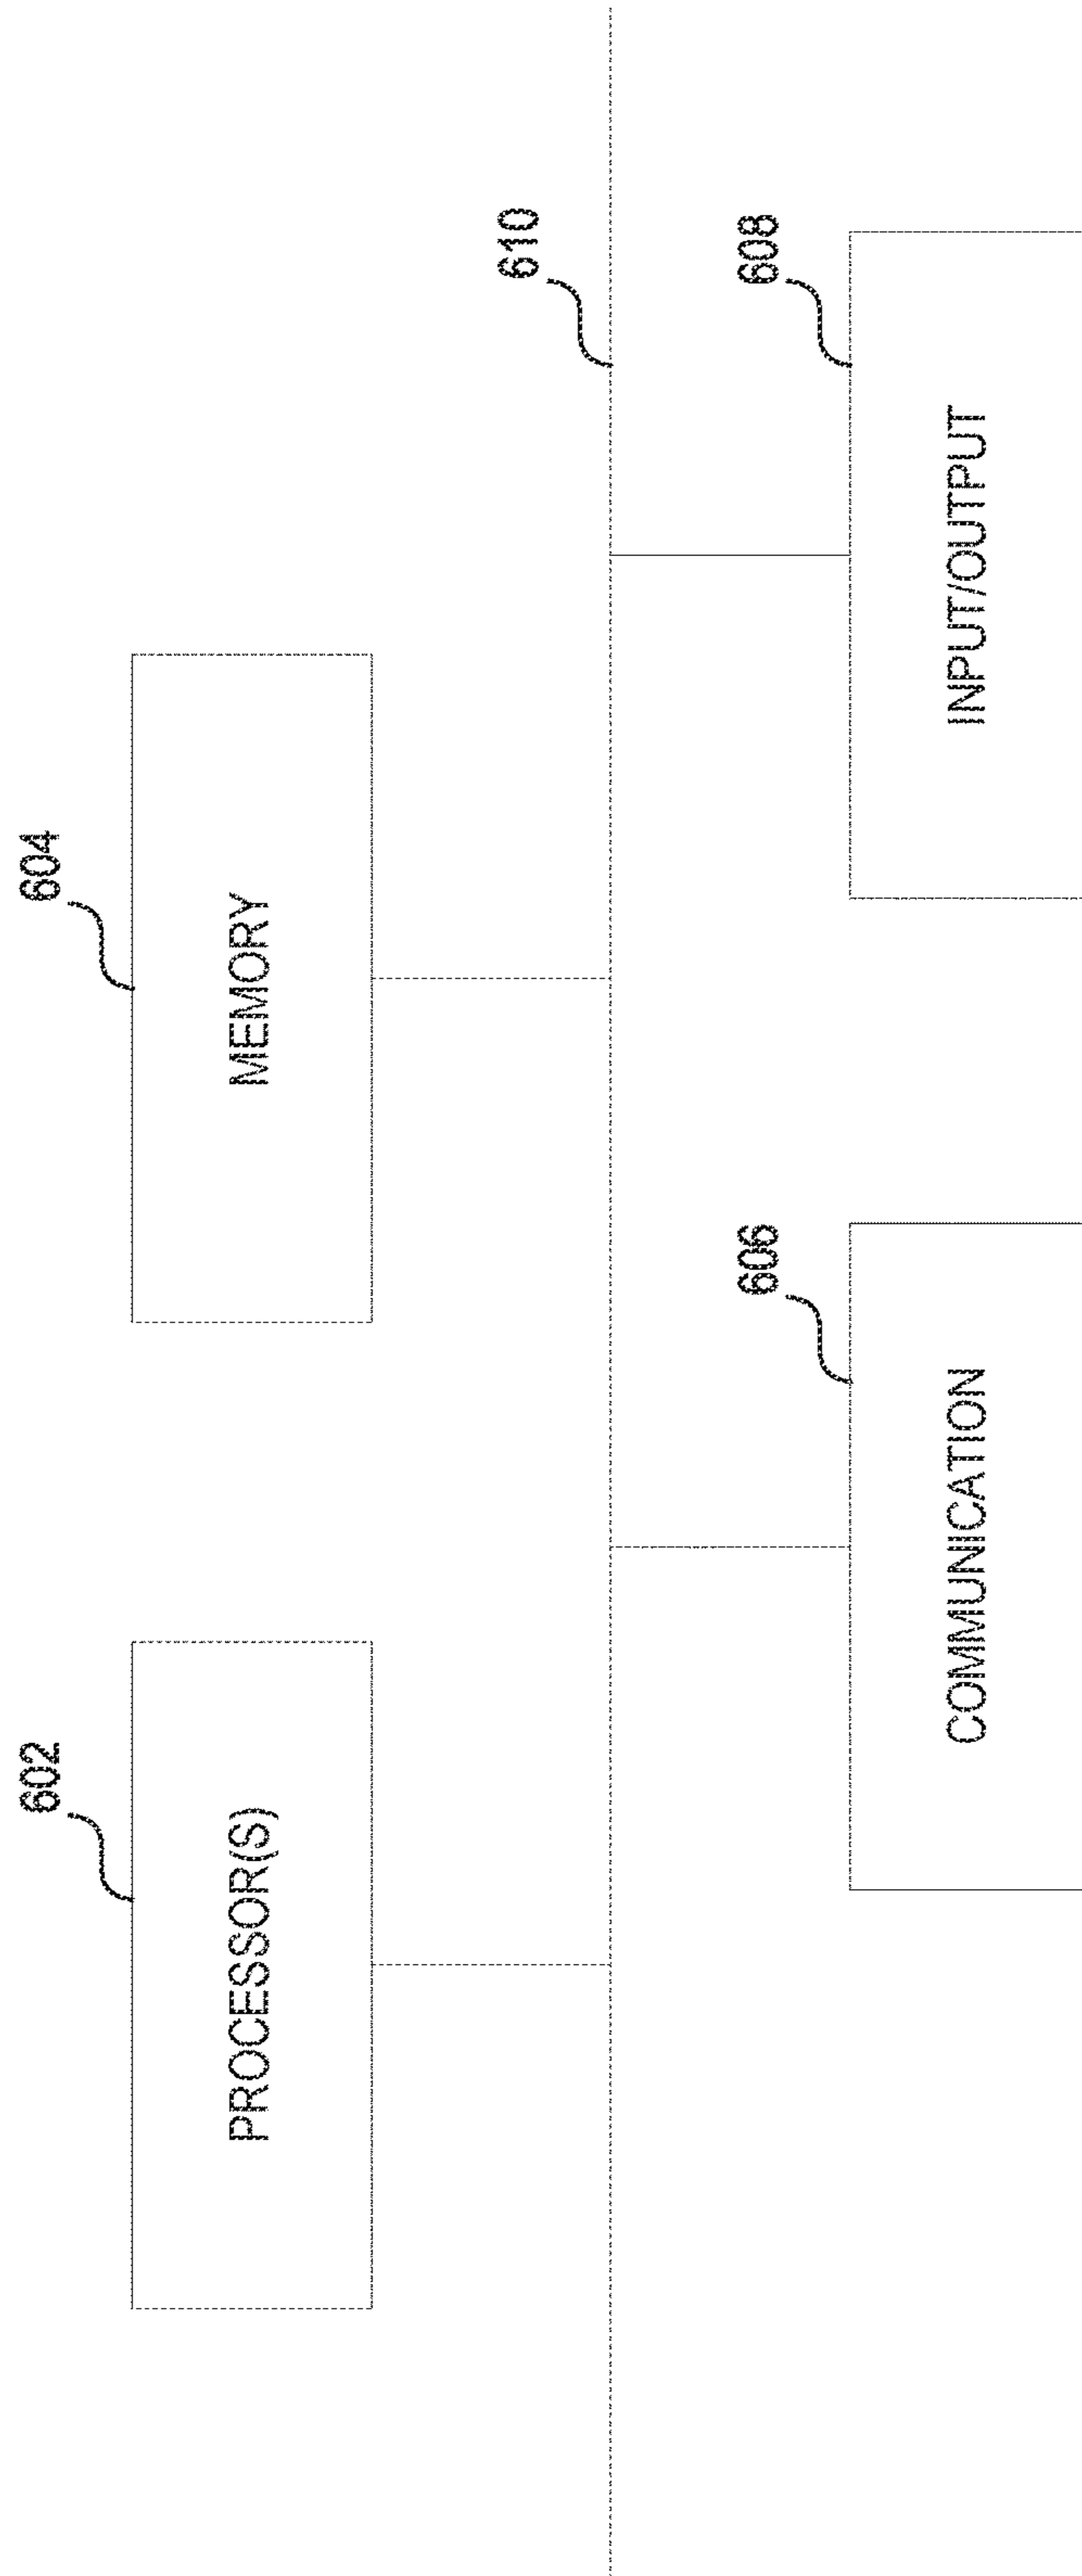 602
PROCESSOR(S)
604
MEMORY
610
606
COMMUNICATION
608
INPUT/OUTPUT